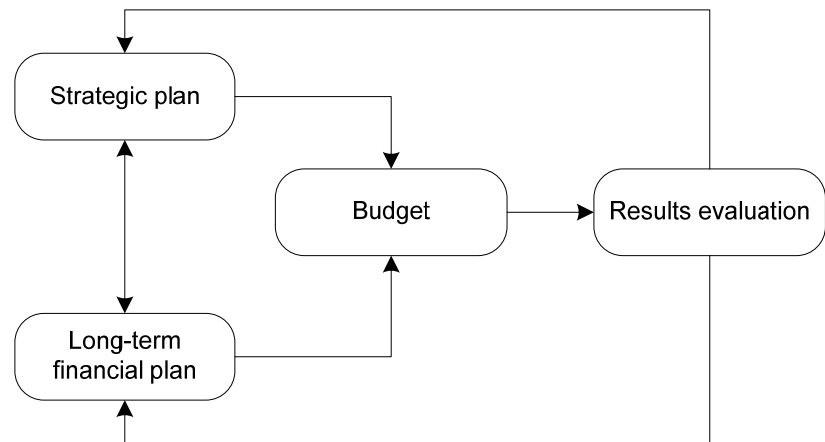 Strategic plan
Budget
Results evaluation
Long-term
financial plan